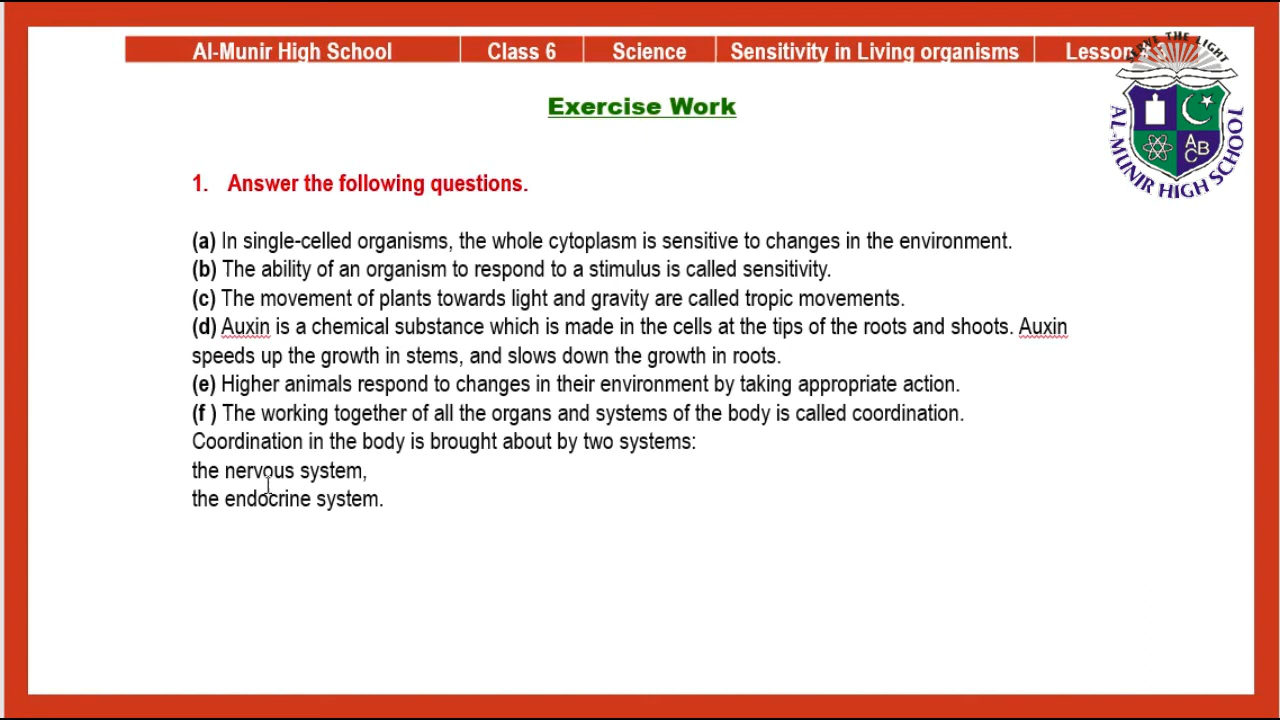 Al-Munir High School Class 6 Science Sensitivity in Living organisms Lesson
SERVE THE LIGHT
A B C
AL-MUNIR HIGH SCHOOL
Exercise Work
1. Answer the following questions.
(a) In single-celled organisms, the whole cytoplasm is sensitive to changes in the environment.
(b) The ability of an organism to respond to a stimulus is called sensitivity.
(c) The movement of plants towards light and gravity are called tropic movements.
(d) Auxin is a chemical substance which is made in the cells at the tips of the roots and shoots. Auxin
speeds up the growth in stems, and slows down the growth in roots.
(e) Higher animals respond to changes in their environment by taking appropriate action.
(f ) The working together of all the organs and systems of the body is called coordination.
Coordination in the body is brought about by two systems:
the nervous system,
the endocrine system.